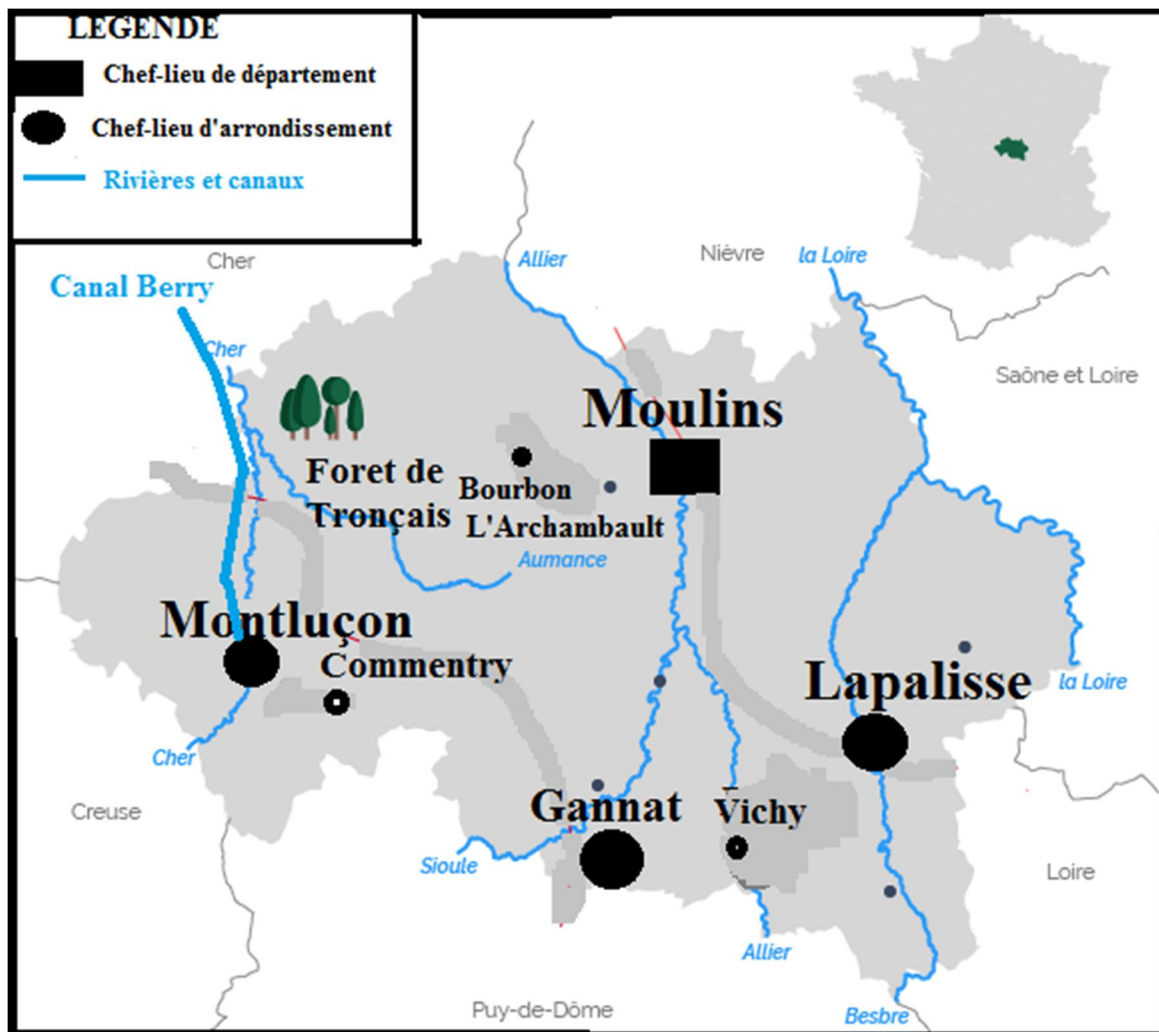 LEGENDE
Chef-lieu de département
Chef-lieu d'arrondissement
Rivières et canaux
Cher
Allier
Nièvre
la Loire
Canal Berry
Cher
Saône et Loire
Moulins
Foret de
Tronçais
Bourbon
L'Archambault
Aumance
Montluçon
Commentry
Lapalisse
la Loire
Cher
Creuse
Gannat
Vichy
Sioule
Loire
Allier
Puy-de-Dôme
Besbre